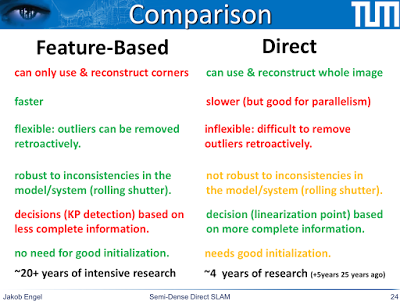 Comparison
TUM
Feature-Based
Direct
can only use & reconstruct corners
can use & reconstruct whole image
faster
slower (but good for parallelism)
flexible: outliers can be removed
retroactively.
inflexible: difficult to remove
outliers retroactively.
robust to inconsistencies in the
model/system (rolling shutter).
not robust to inconsistencies in
the model/system (rolling shutter).
decisions (KP detection) based on
less complete information.
decision (linearization point) based
on more complete information.
no need for good initialization.
needs good initialization.
~20+ years of intensive research
~4 years of research (+5years 25 years ago)
Jakob Engel
Semi-Dense Direct SLAM
24